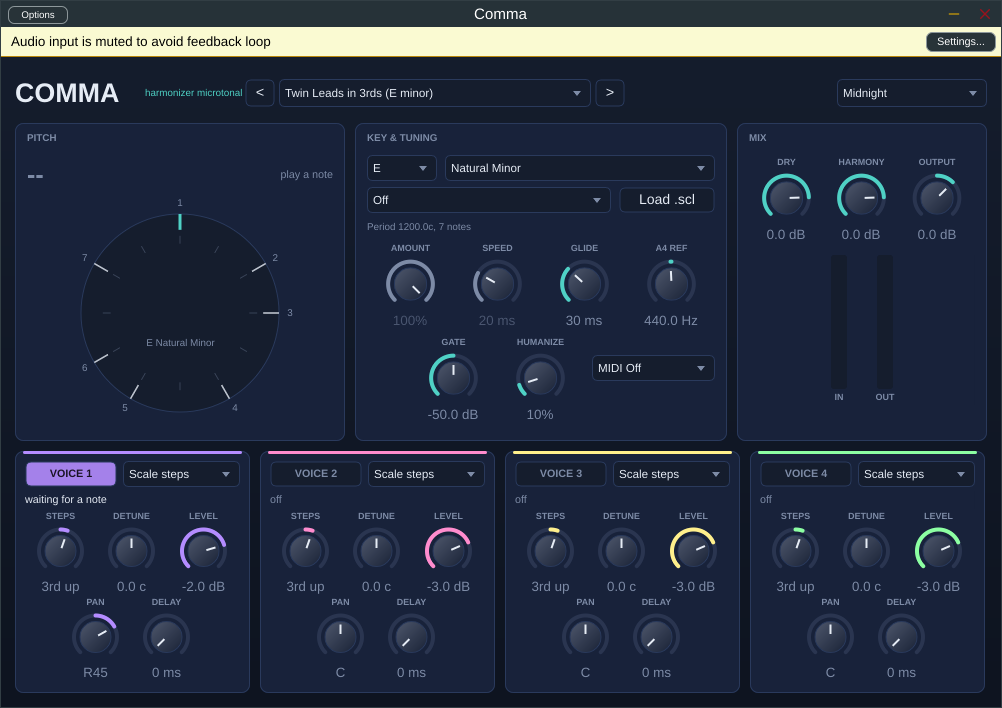 Options
Comma
Audio input is muted to avoid feedback loop
Settings...
COMMA
harmonizer microtonal
<
Twin Leads in 3rds (E minor)
>
Midnight
PITCH
--
play a note
1
2
3
4
5
6
7
E Natural Minor
KEY & TUNING
E
Natural Minor
Off
Load .scl
Period 1200.0c, 7 notes
AMOUNT SPEED GLIDE A4 REF
100% 20 ms 30 ms 440.0 Hz
GATE HUMANIZE
MIDI Off
-50.0 dB 10%
MIX
DRY HARMONY OUTPUT
0.0 dB 0.0 dB 0.0 dB
IN OUT
VOICE 1 Scale steps
waiting for a note
STEPS DETUNE LEVEL
3rd up 0.0 c -2.0 dB
PAN DELAY
R45 0 ms
VOICE 2 Scale steps
off
STEPS DETUNE LEVEL
3rd up 0.0 c -3.0 dB
PAN DELAY
C 0 ms
VOICE 3 Scale steps
off
STEPS DETUNE LEVEL
3rd up 0.0 c -3.0 dB
PAN DELAY
C 0 ms
VOICE 4 Scale steps
off
STEPS DETUNE LEVEL
3rd up 0.0 c -3.0 dB
PAN DELAY
C 0 ms